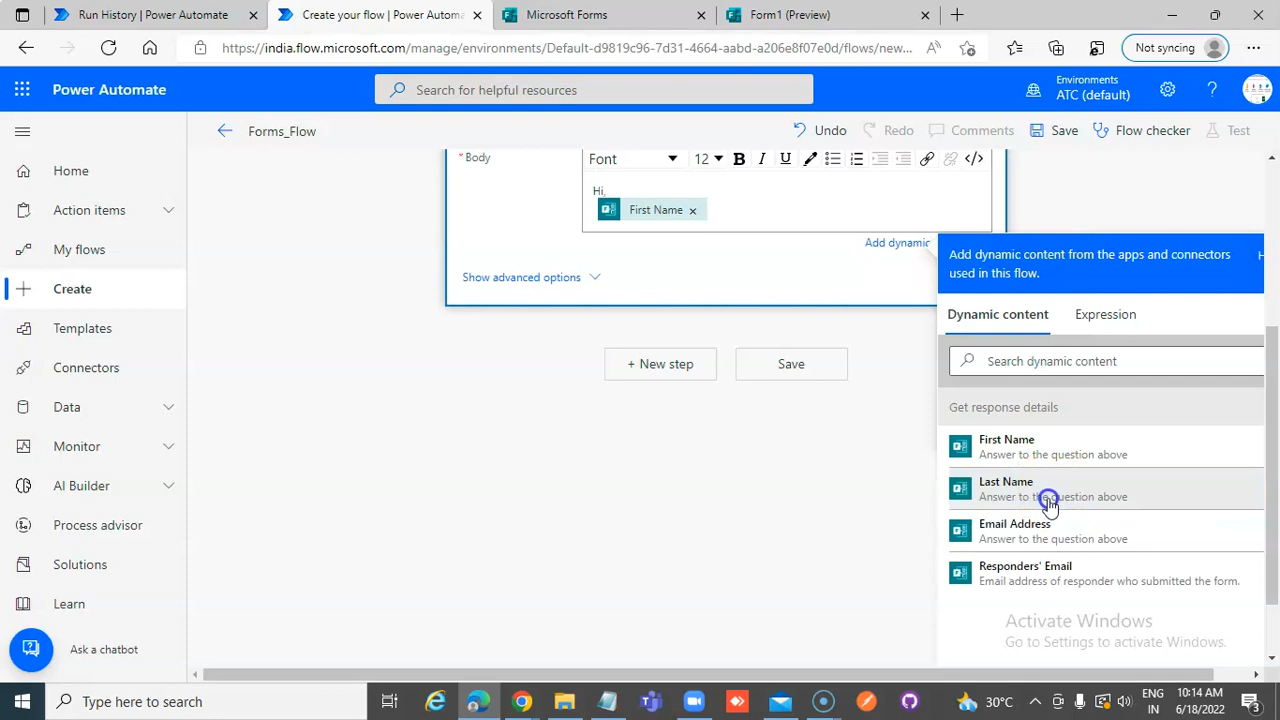 Run History | Power Automate
Create your flow | Power Automa
Microsoft Forms
Form1 (Preview)
https://india.flow.microsoft.com/manage/environments/Default-d9819c96-7d31-4664-aabd-a206e8f07e0d/flows/new...
Not syncing
Power Automate
Search for helpful resources
Environments
ATC (default)
Forms_Flow
Undo
Redo
Comments
Save
Flow checker
Test
Home
Action items
My flows
Create
Templates
Connectors
Data
Monitor
AI Builder
Process advisor
Solutions
Learn
Ask a chatbot
* Body
Font
12
B
I
U
</>
Hi,
First Name ×
Add dynamic
Show advanced options
+ New step
Save
Add dynamic content from the apps and connectors
used in this flow.
H
Dynamic content
Expression
Search dynamic content
Get response details
First Name
Answer to the question above
Last Name
Answer to the question above
Email Address
Answer to the question above
Responders' Email
Email address of responder who submitted the form.
Activate Windows
Go to Settings to activate Windows.
Type here to search
30°C
ENG
IN
10:14 AM
6/18/2022
3